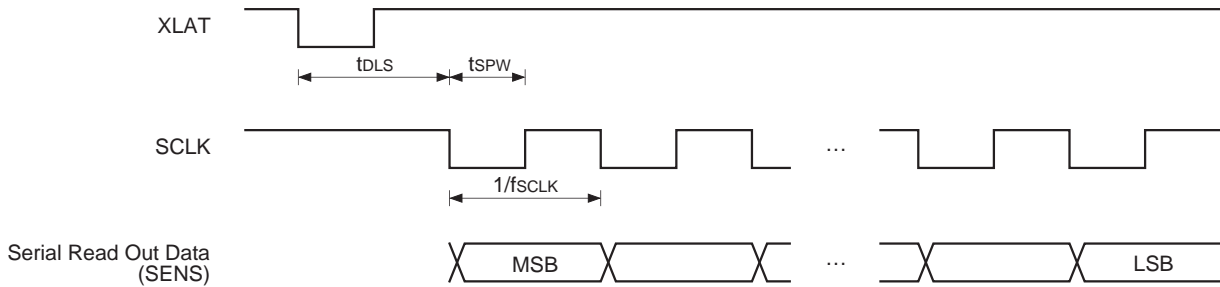 XLAT
tDLS
tSPW
SCLK
...
1/fSCLK
Serial Read Out Data
(SENS)
MSB
...
LSB